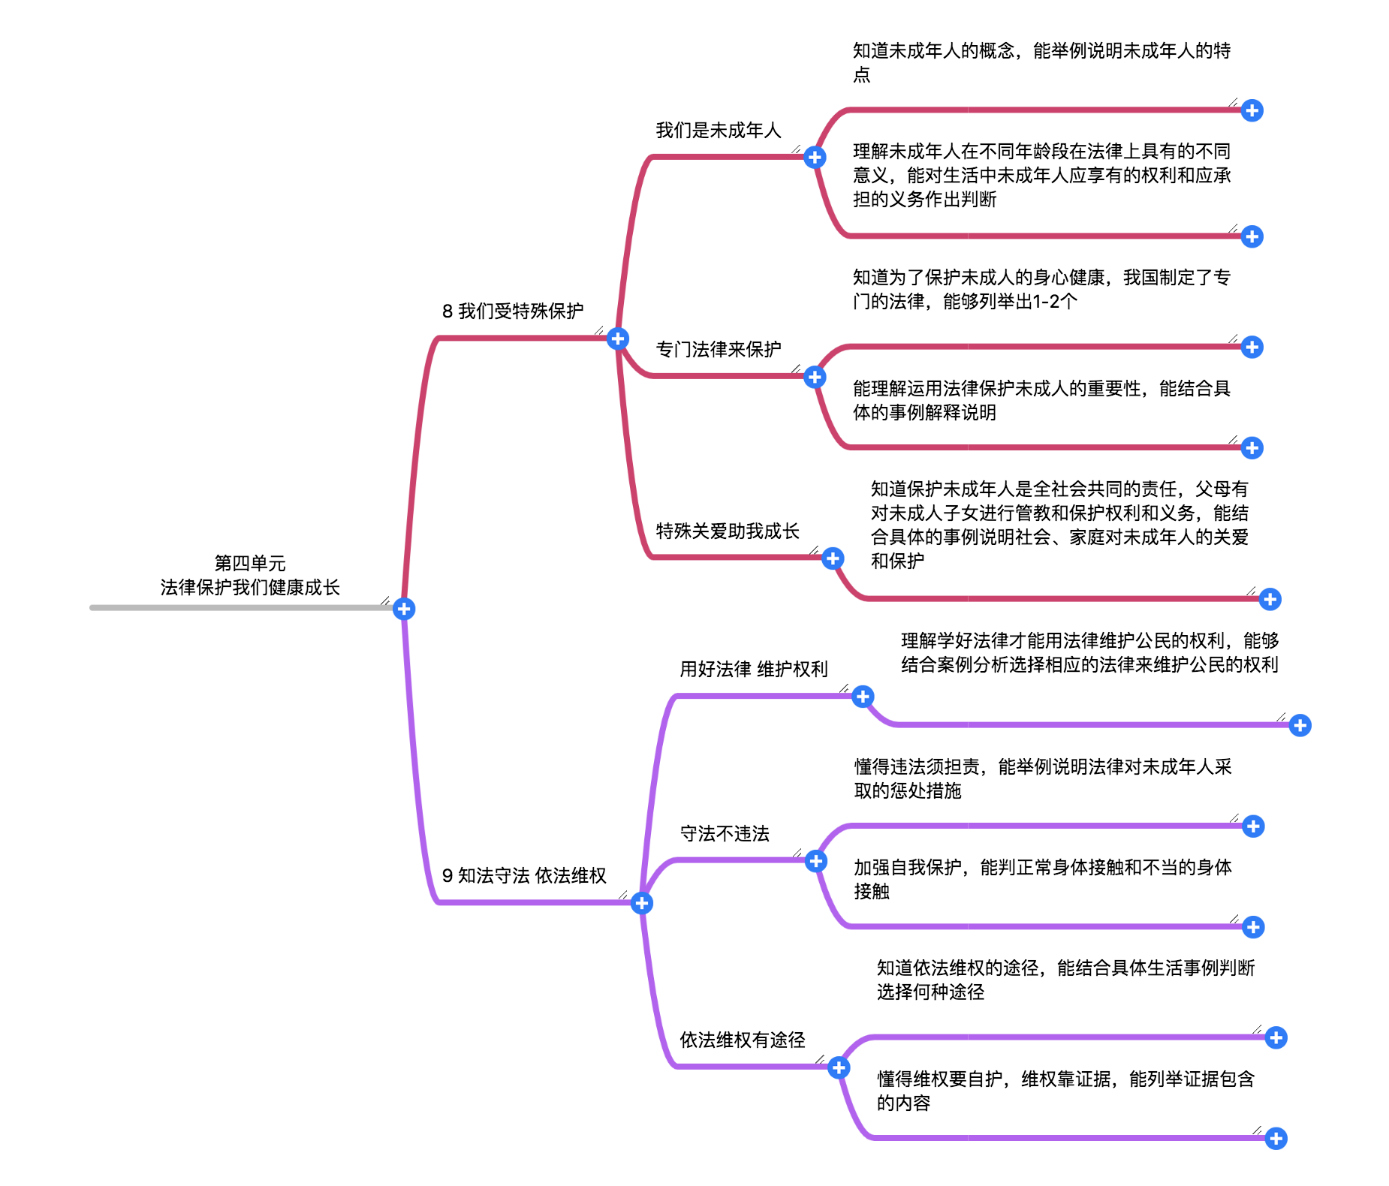 知道未成年人的概念，能举例说明未成年人的特
点
我们是未成年人
理解未成年人在不同年龄段在法律上具有的不同
意义，能对生活中未成年人应享有的权利和应承
担的义务作出判断
知道为了保护未成人的身心健康，我国制定了专
门的法律，能够列举出1-2个
8 我们受特殊保护
专门法律来保护
能理解运用法律保护未成人的重要性，能结合具
体的事例解释说明
知道保护未成年人是全社会共同的责任，父母有
对未成人子女进行管教和保护权利和义务，能结
合具体的事例说明社会、家庭对未成年人的关爱
和保护
特殊关爱助我成长
第四单元
法律保护我们健康成长
理解学好法律才能用法律维护公民的权利，能够
结合案例分析选择相应的法律来维护公民的权利
用好法律 维护权利
懂得违法须担责，能举例说明法律对未成年人采
取的惩处措施
守法不违法
加强自我保护，能判正常身体接触和不当的身体
接触
9 知法守法 依法维权
知道依法维权的途径，能结合具体生活事例判断
选择何种途径
依法维权有途径
懂得维权要自护，维权靠证据，能列举证据包含
的内容